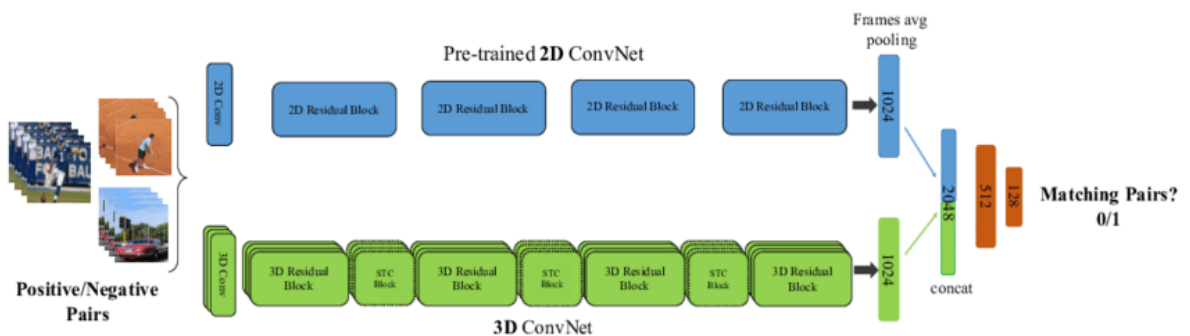 Frames avg
pooling
Pre-trained 2D ConvNet
2D Conv
2D Residual Block
2D Residual Block
2D Residual Block
2D Residual Block
1024
2048
512
128
Matching Pairs?
0/1
3D Conv
3D Residual
Block
STC
Block
3D Residual
Block
STC
Block
3D Residual
Block
STC
Block
3D Residual
Block
1024
concat
Positive/Negative
Pairs
3D ConvNet